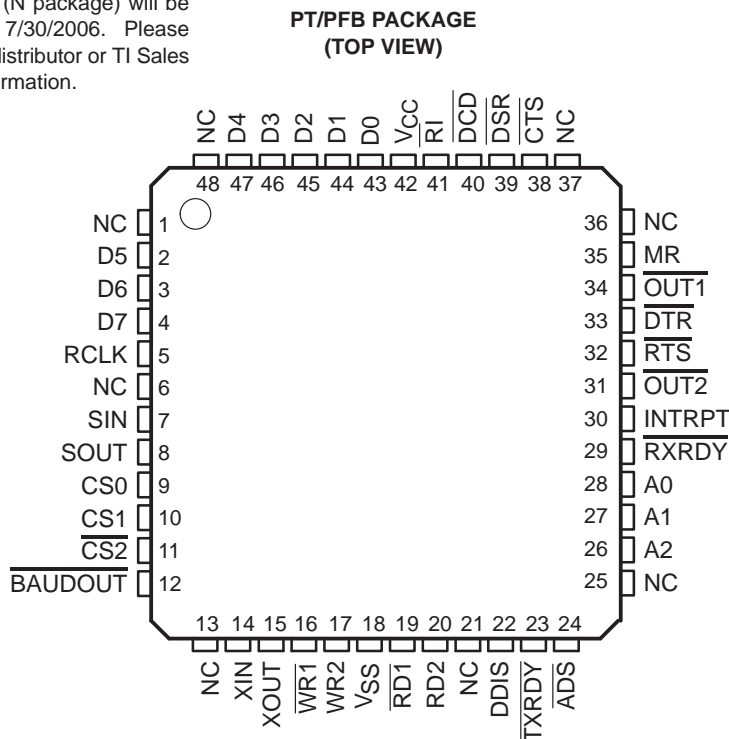 (N package) will be
7/30/2006. Please
distributor or TI Sales
PT/PFB PACKAGE
(TOP VIEW)
NC D4 D3 D2 D1 D0 VCC RI DCD DSR CTS NC
48 47 46 45 44 43 42 41 40 39 38 37
NC 1
D5 2
D6 3
D7 4
RCLK 5
NC 6
SIN 7
SOUT 8
CS0 9
CS1 10
CS2 11
BAUDOUT 12
36 NC
35 MR
34 OUT1
33 DTR
32 RTS
31 OUT2
30 INTRPT
29 RXRDY
28 A0
27 A1
26 A2
25 NC
13 14 15 16 17 18 19 20 21 22 23 24
NC XIN XOUT WR1 WR2 VSS RD1 RD2 NC DDIS TXRDY ADS